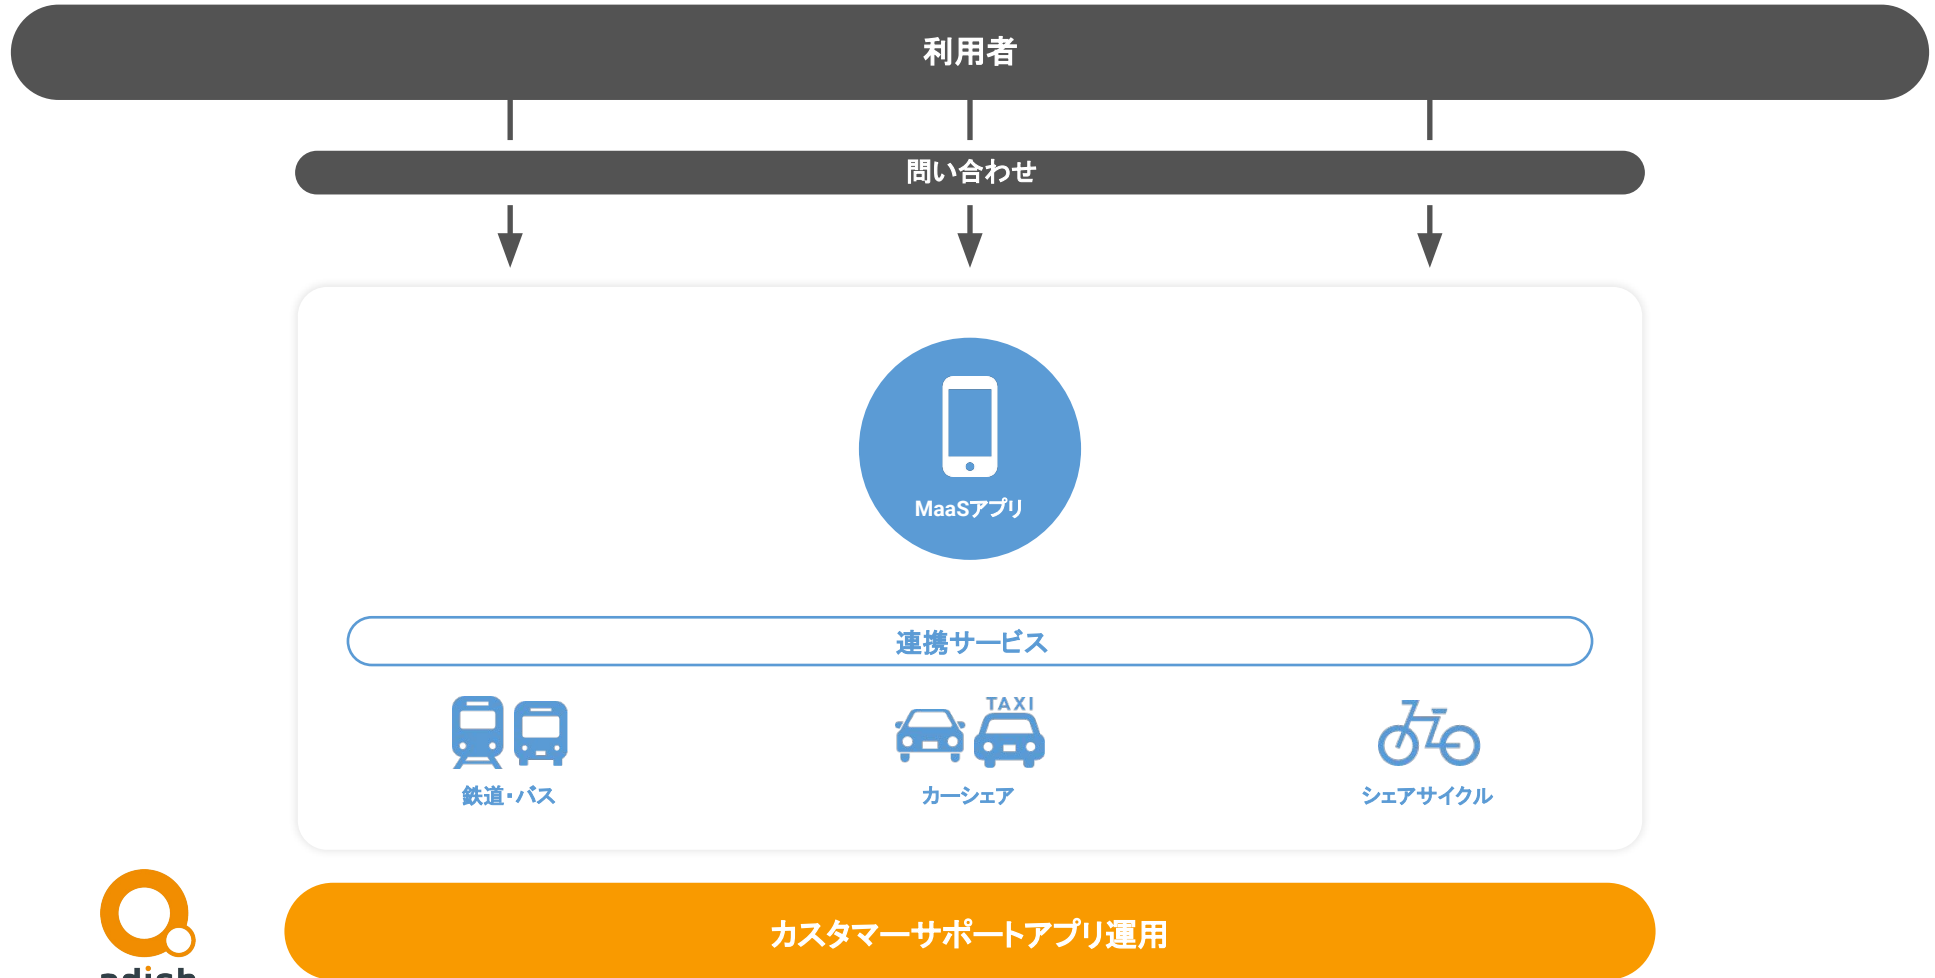 利用者
問い合わせ
MaaSアプリ
連携サービス
TAXI
鉄道・バス
カーシェア
シェアサイクル
カスタマーサポートアプリ運用
adish